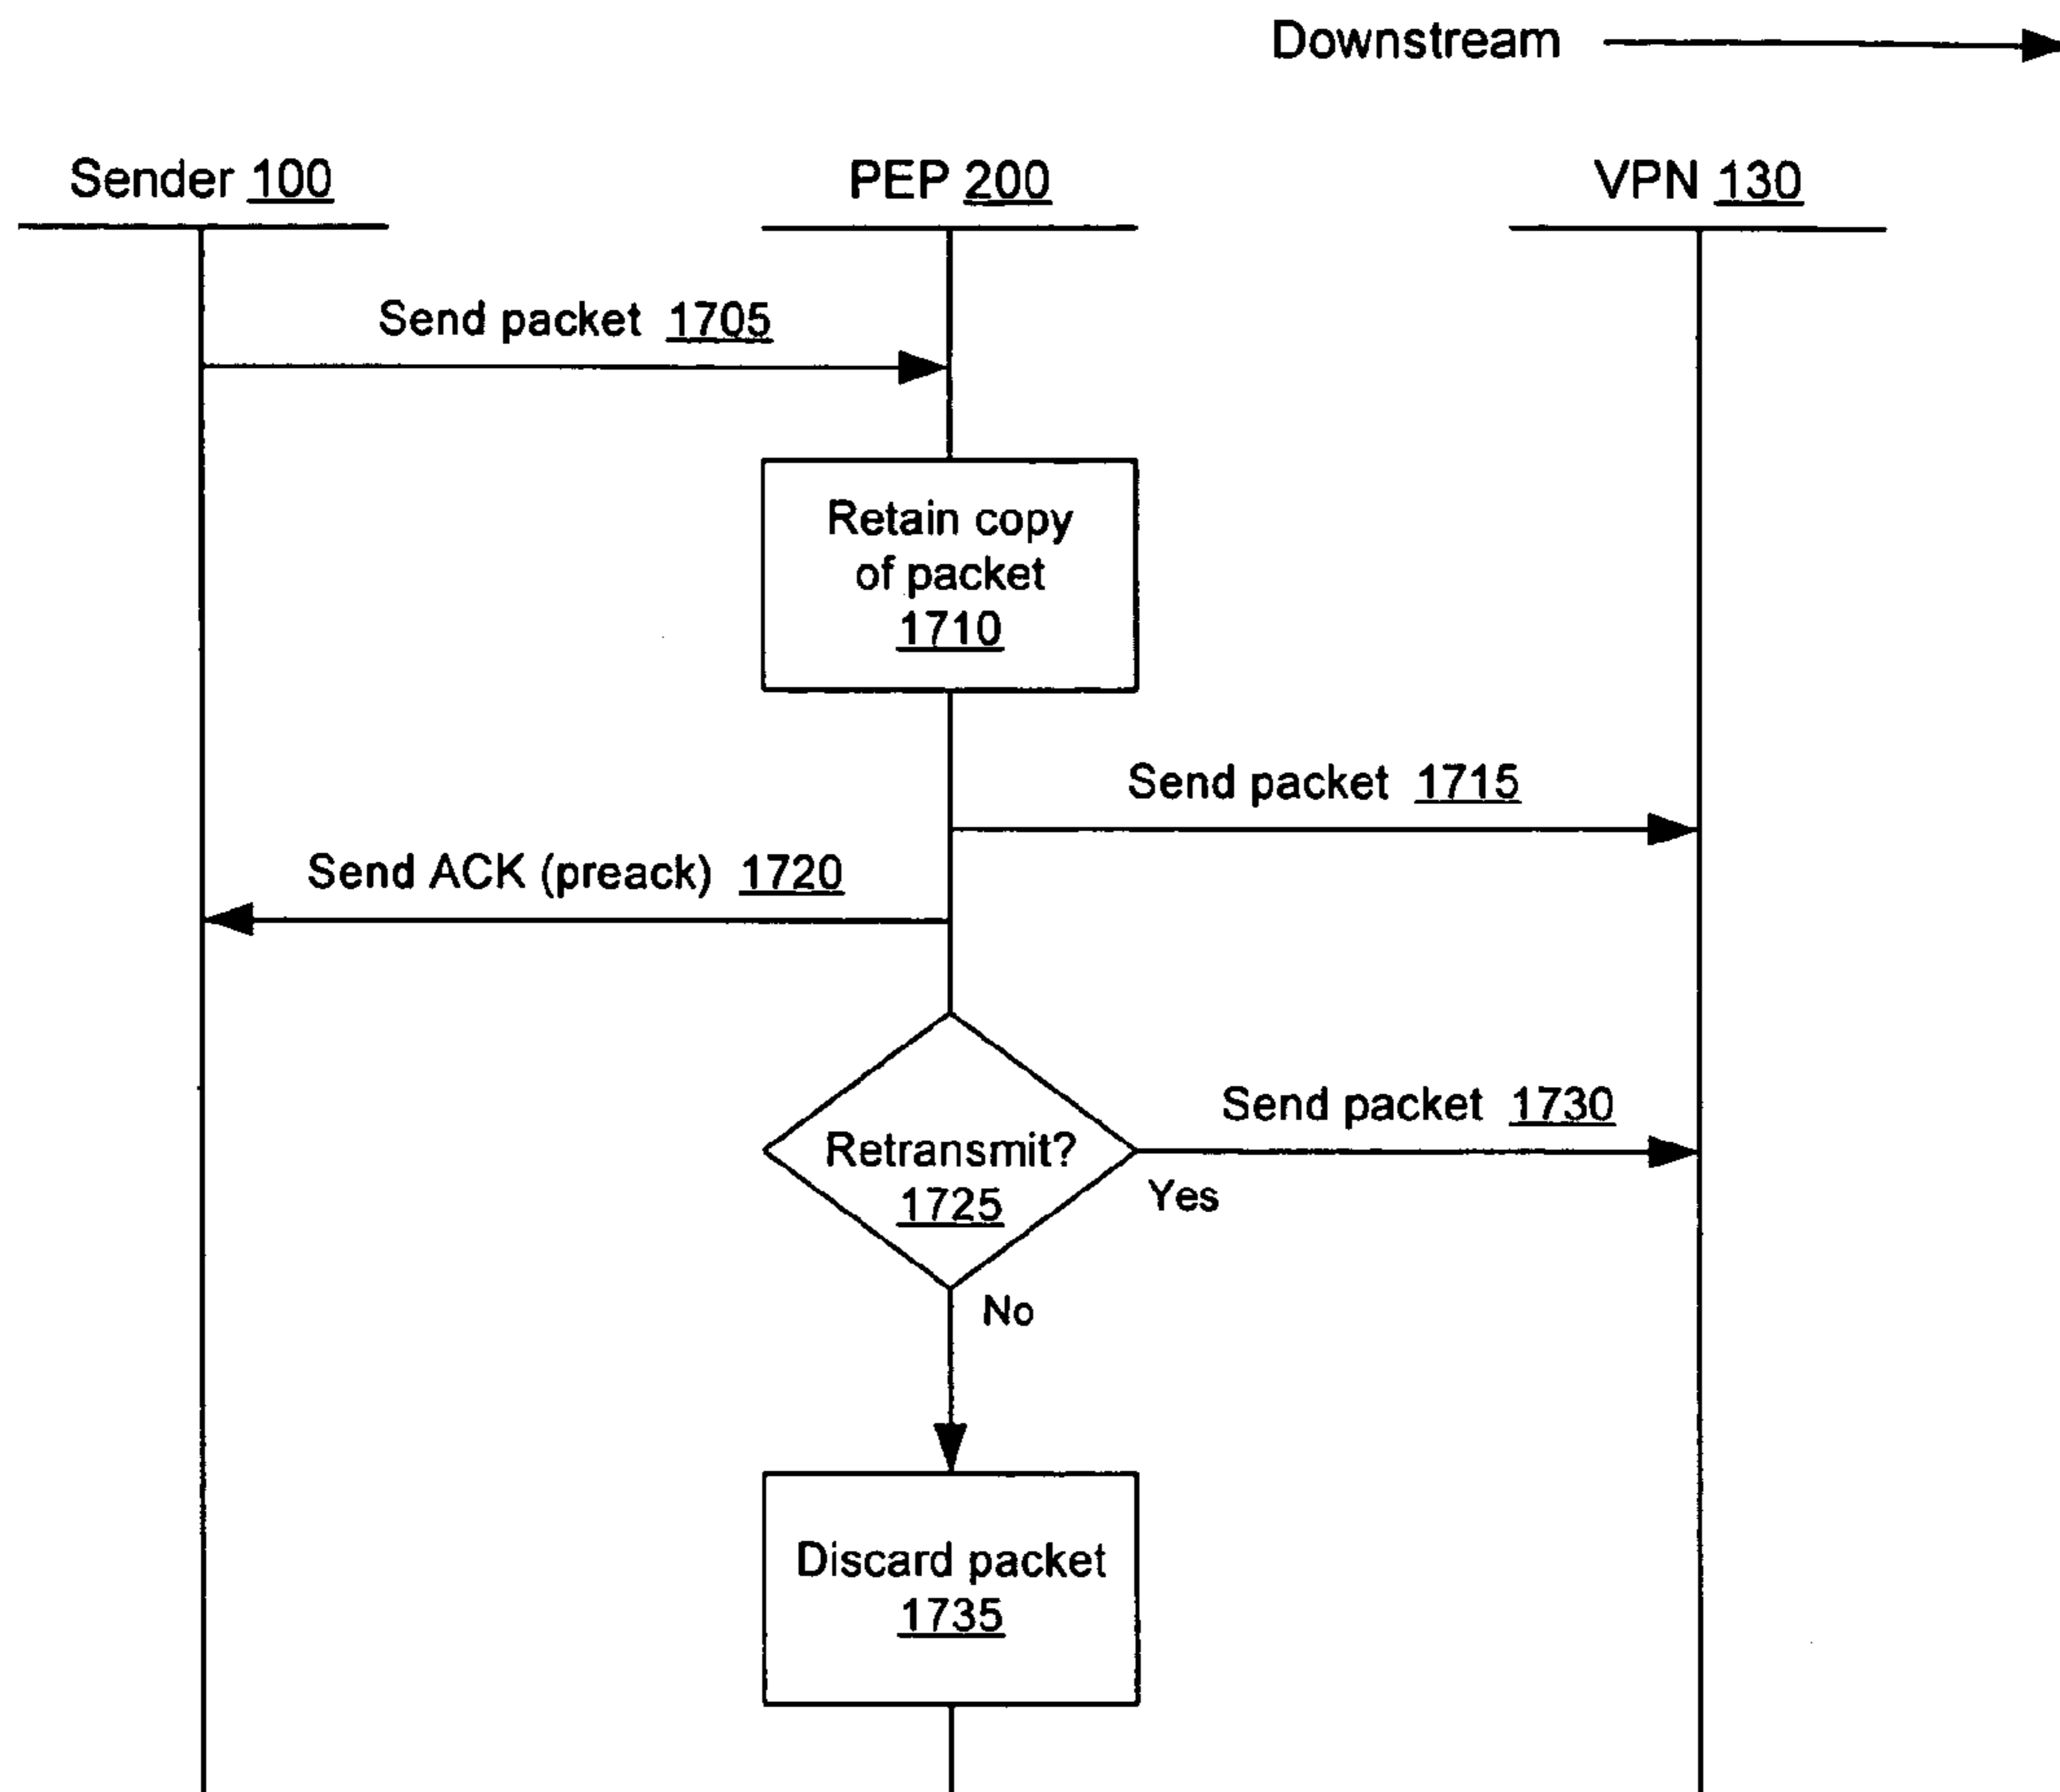 Downstream
Sender 100
PEP 200
VPN 130
Send packet 1705
Retain copy
of packet
1710
Send packet 1715
Send ACK (preack) 1720
Send packet 1730
Retransmit?
1725
Yes
No
Discard packet
1735